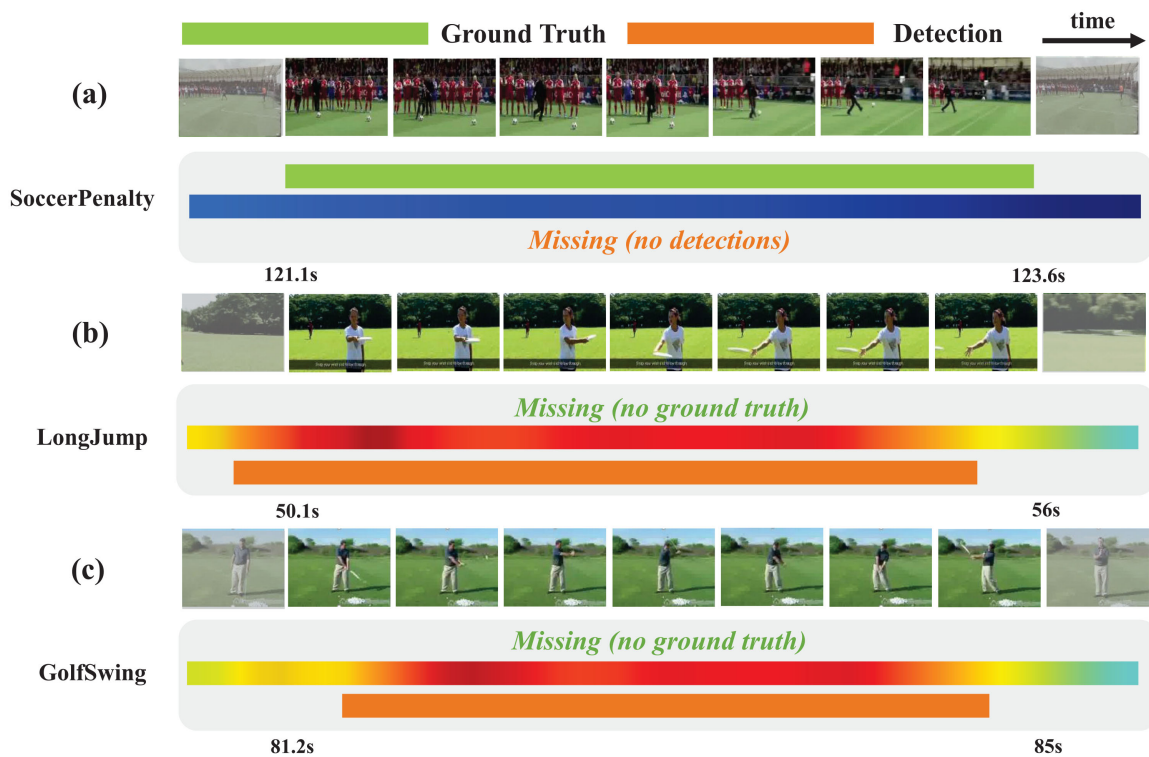 Ground Truth
Detection
time
(a)
SoccerPenalty
Missing (no detections)
121.1s
123.6s
(b)
LongJump
Missing (no ground truth)
50.1s
56s
(c)
GolfSwing
Missing (no ground truth)
81.2s
85s